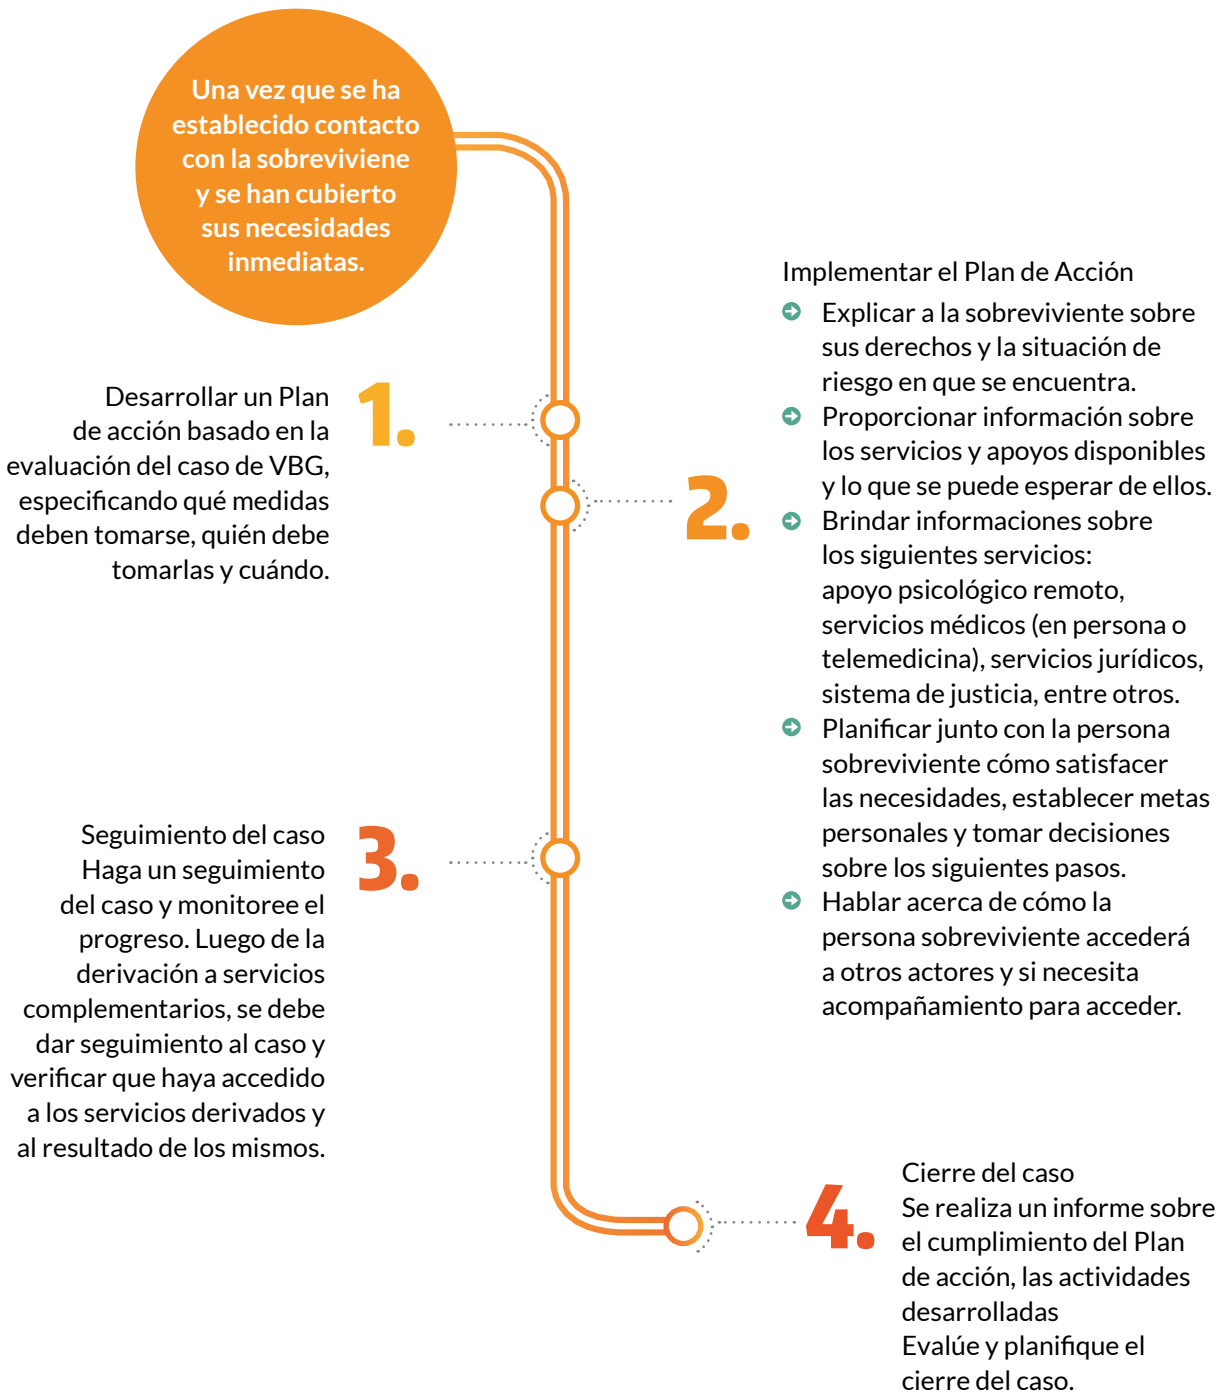 Una vez que se ha
establecido contacto
con la sobreviviene
y se han cubierto
sus necesidades
inmediatas.
1.
Desarrollar un Plan
de acción basado en la
evaluación del caso de VBG,
especificando qué medidas
deben tomarse, quién debe
tomarlas y cuándo.
2.
Implementar el Plan de Acción
Explicar a la sobreviviente sobre
sus derechos y la situación de
riesgo en que se encuentra.
Proporcionar información sobre
los servicios y apoyos disponibles
y lo que se puede esperar de ellos.
Brindar informaciones sobre
los siguientes servicios:
apoyo psicológico remoto,
servicios médicos (en persona o
telemedicina), servicios jurídicos,
sistema de justicia, entre otros.
Planificar junto con la persona
sobreviviente cómo satisfacer
las necesidades, establecer metas
personales y tomar decisiones
sobre los siguientes pasos.
Hablar acerca de cómo la
persona sobreviviente accederá
a otros actores y si necesita
acompañamiento para acceder.
3.
Seguimiento del caso
Haga un seguimiento
del caso y monitoree el
progreso. Luego de la
derivación a servicios
complementarios, se debe
dar seguimiento al caso y
verificar que haya accedido
a los servicios derivados y
al resultado de los mismos.
4.
Cierre del caso
Se realiza un informe sobre
el cumplimiento del Plan
de acción, las actividades
desarrolladas
Evalúe y planifique el
cierre del caso.